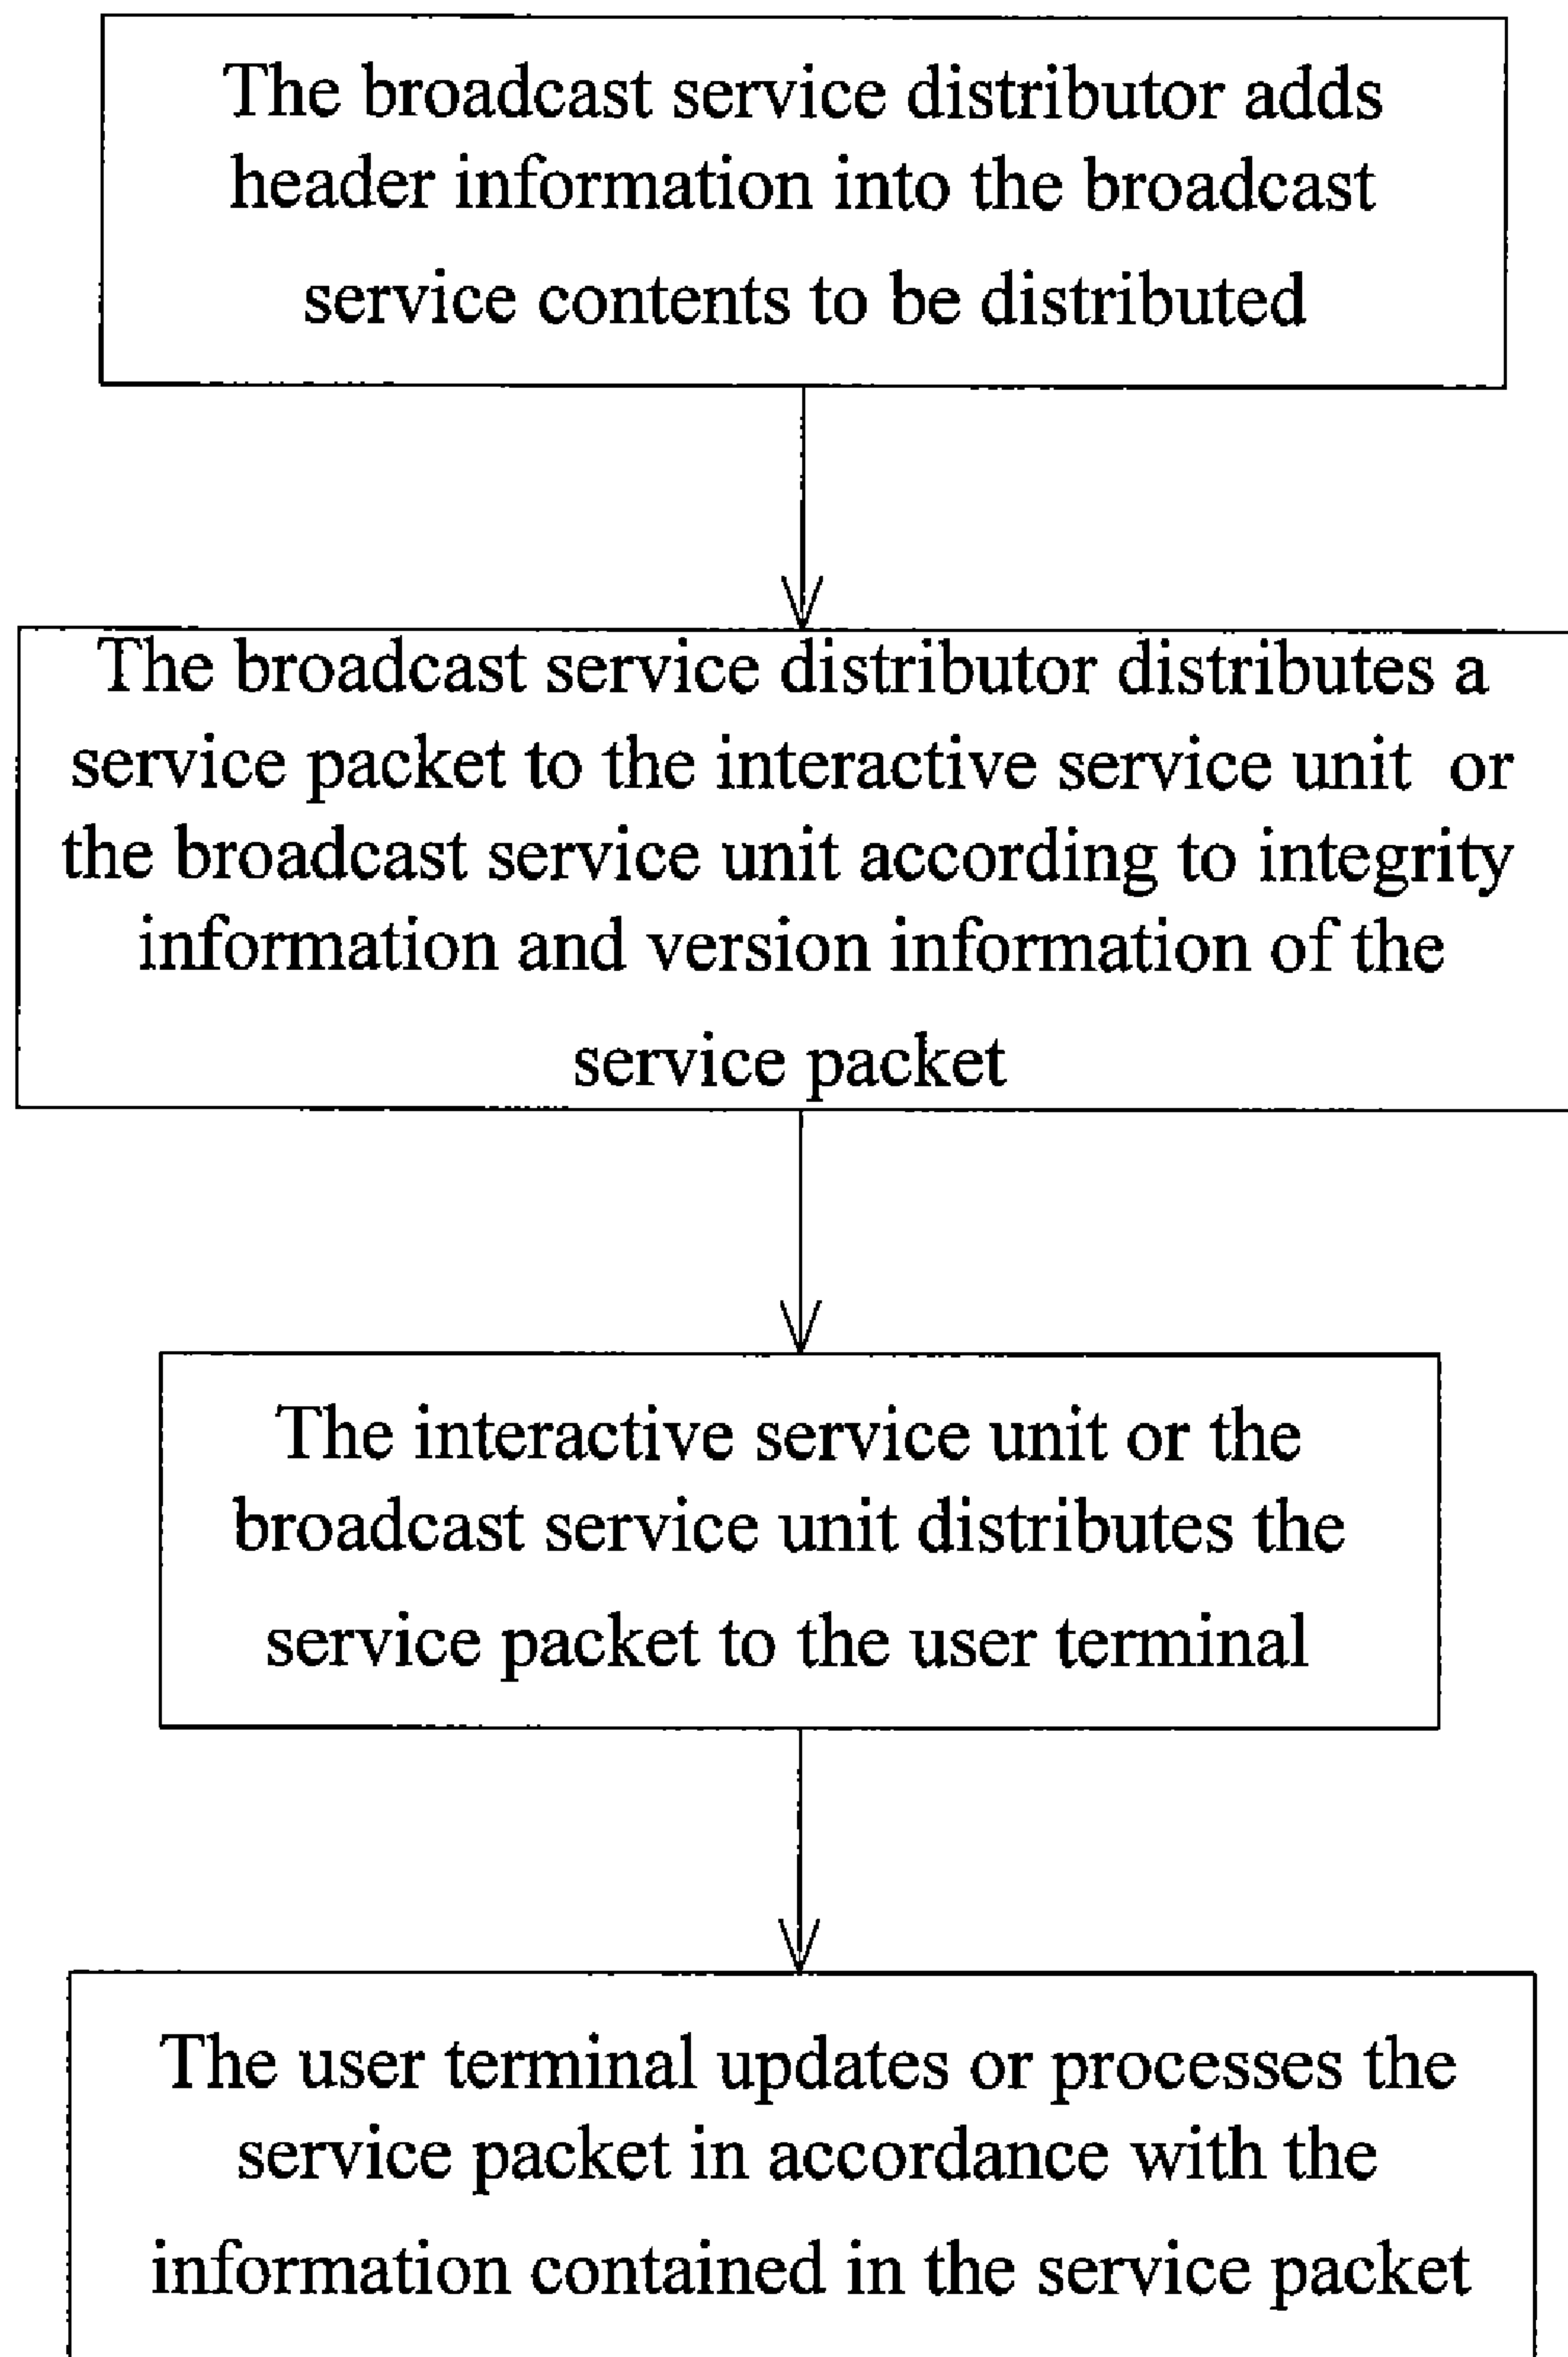 The broadcast service distributor adds
header information into the broadcast
service contents to be distributed
The broadcast service distributor distributes a
service packet to the interactive service unit or
the broadcast service unit according to integrity
information and version information of the
service packet
The interactive service unit or the
broadcast service unit distributes the
service packet to the user terminal
The user terminal updates or processes the
service packet in accordance with the
information contained in the service packet